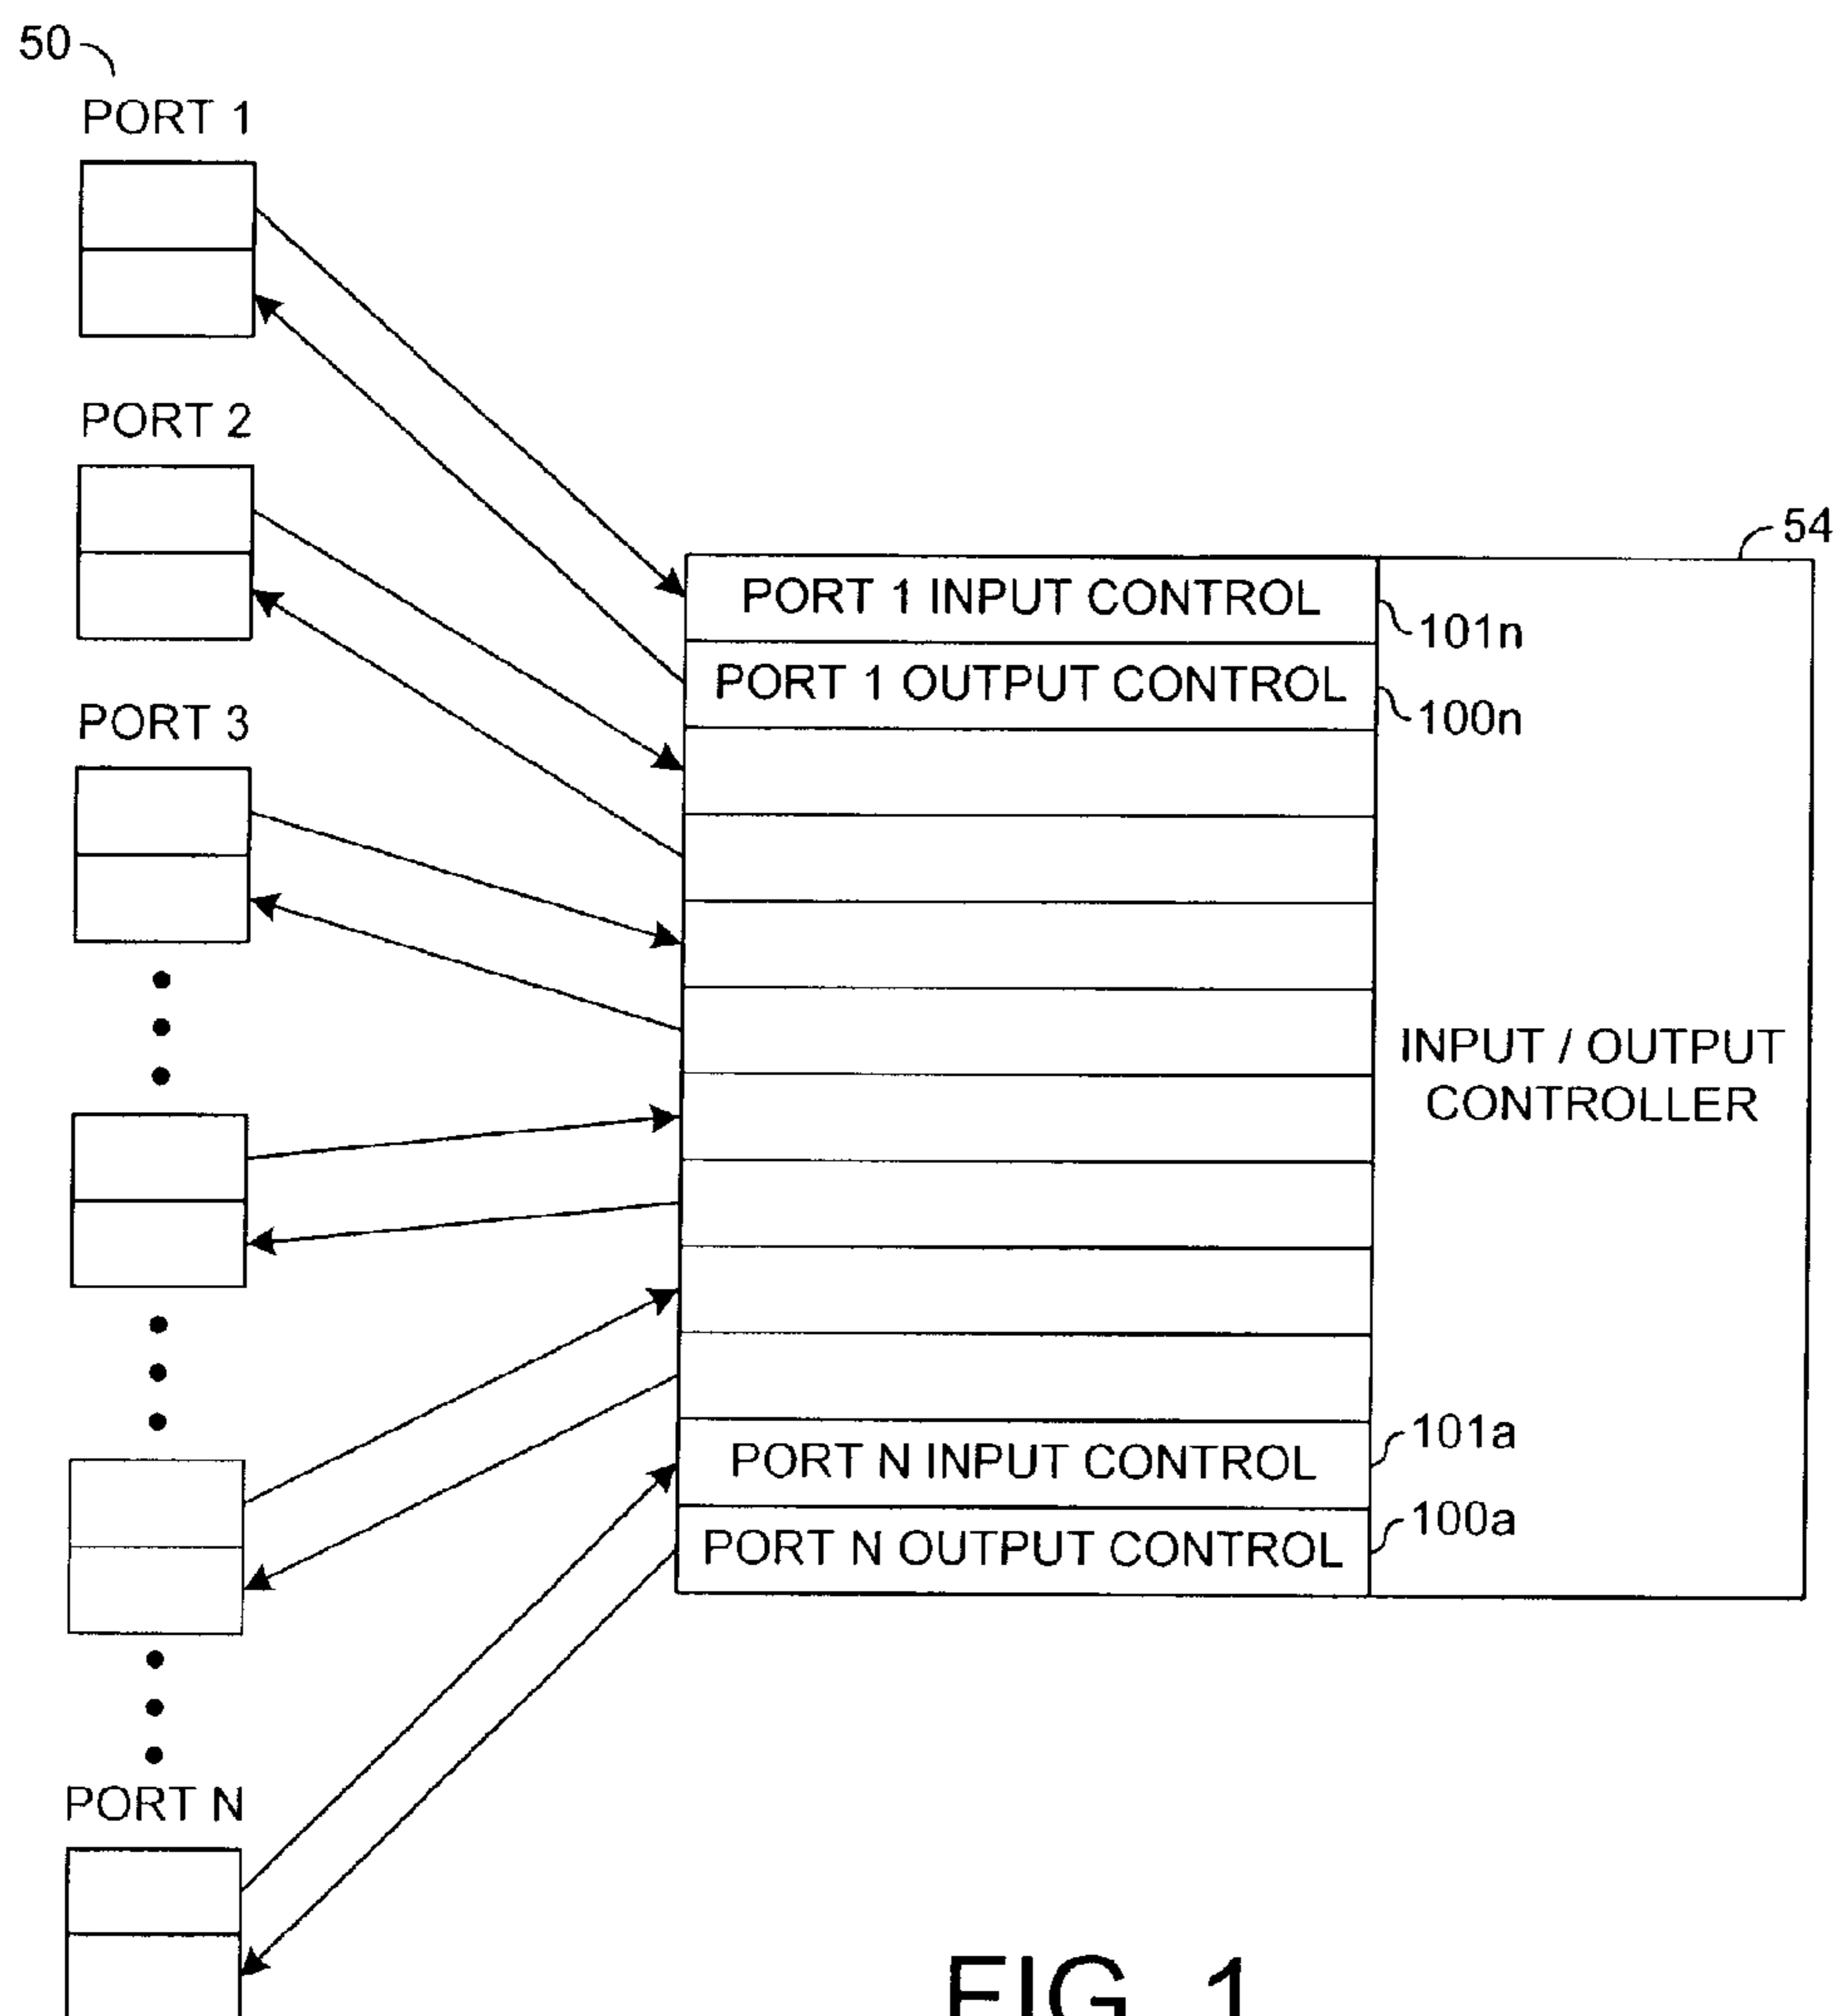 50
PORT 1
PORT 2
PORT 3
PORT N
54
PORT 1 INPUT CONTROL
101n
PORT 1 OUTPUT CONTROL
100n
INPUT / OUTPUT
CONTROLLER
PORT N INPUT CONTROL
101a
PORT N OUTPUT CONTROL
100a
FIG. 1